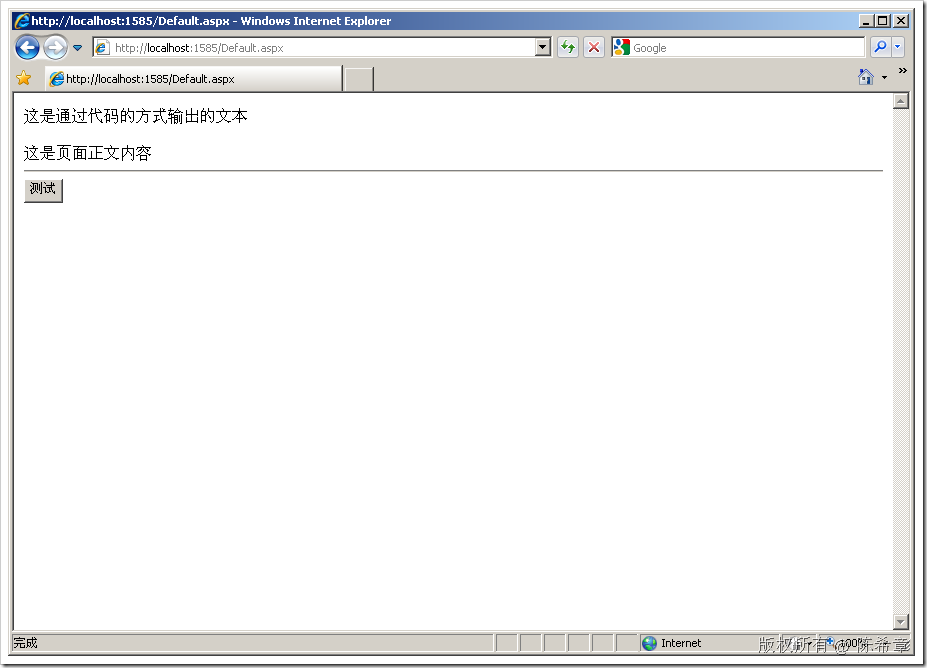 http://localhost:1585/Default.aspx - Windows Internet Explorer
http://localhost:1585/Default.aspx
Google
http://localhost:1585/Default.aspx
这是通过代码的方式输出的文本
这是页面正文内容
测试
完成
Internet
100%
版权所有 @ 陈希章